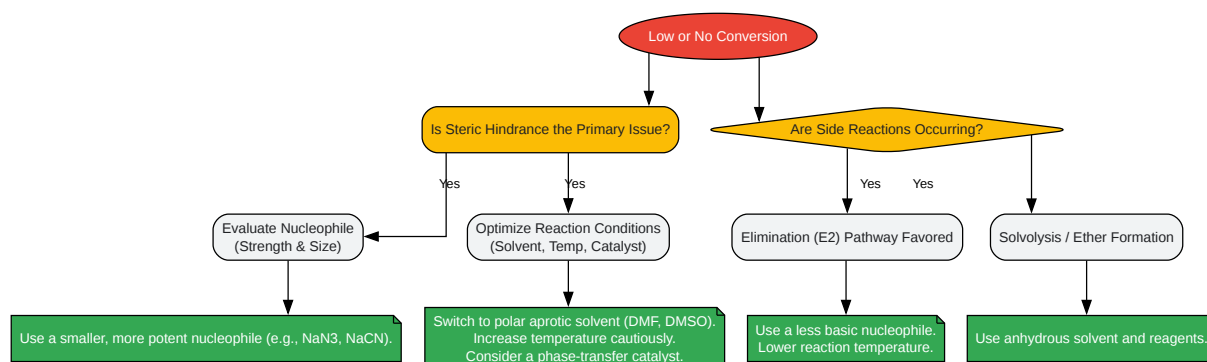 Low or No Conversion
Is Steric Hindrance the Primary Issue?
Are Side Reactions Occurring?
Yes
Yes
Yes
Yes
Evaluate Nucleophile
(Strength & Size)
Optimize Reaction Conditions
(Solvent, Temp, Catalyst)
Elimination (E2) Pathway Favored
Solvolysis / Ether Formation
Use a smaller, more potent nucleophile (e.g., NaN3, NaCN).
Switch to polar aprotic solvent (DMF, DMSO).
Increase temperature cautiously.
Consider a phase-transfer catalyst.
Use a less basic nucleophile.
Lower reaction temperature.
Use anhydrous solvent and reagents.